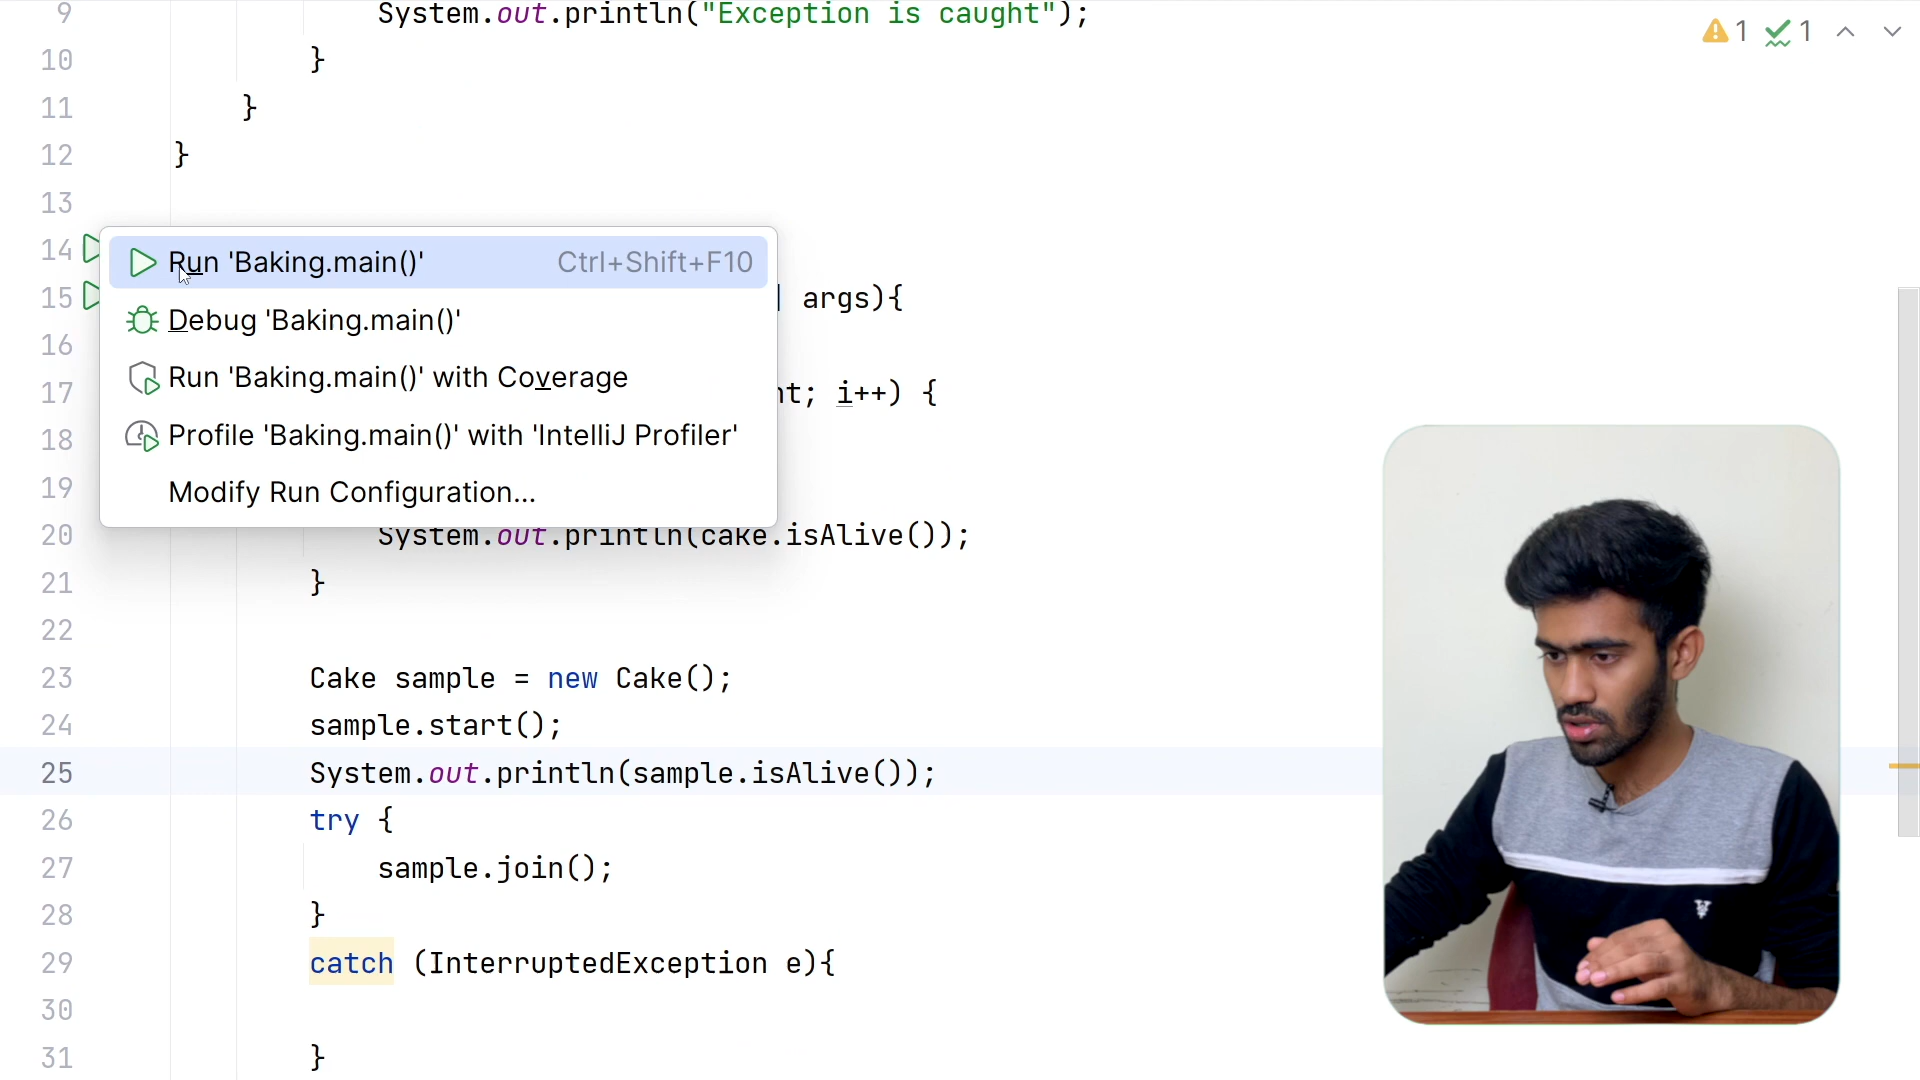 9 System.out.println("Exception is caught");
1 1
10 }
11 }
12 }
13
14 Run 'Baking.main()' Ctrl+Shift+F10
15 args){
Debug 'Baking.main()'
16
Run 'Baking.main()' with Coverage
17 nt; i++) {
18 Profile 'Baking.main()' with 'IntelliJ Profiler'
19 Modify Run Configuration...
20 System.out.println(cake.isAlive());
21 }
22
23 Cake sample = new Cake();
24 sample.start();
25 System.out.println(sample.isAlive());
26 try {
27 sample.join();
28 }
29 catch (InterruptedException e){
30
31 }